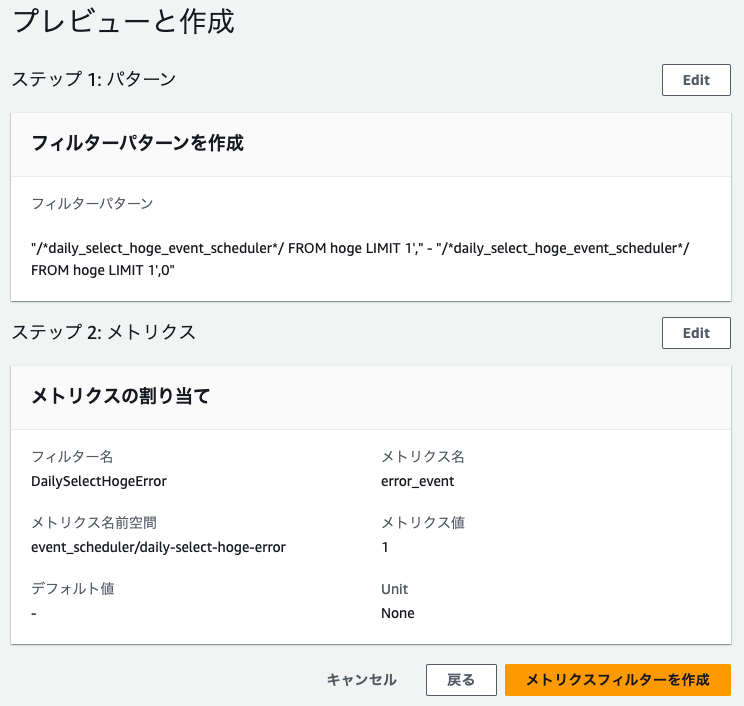 プレビューと作成
ステップ 1: パターン
Edit
フィルターパターンを作成
フィルターパターン
"/*daily_select_hoge_event_scheduler*/ FROM hoge LIMIT 1'," - "/*daily_select_hoge_event_scheduler*/
FROM hoge LIMIT 1',0"
ステップ 2: メトリクス
Edit
メトリクスの割り当て
フィルター名
メトリクス名
DailySelectHogeError
error_event
メトリクス名前空間
メトリクス値
event_scheduler/daily-select-hoge-error
1
デフォルト値
Unit
-
None
キャンセル
戻る
メトリクスフィルターを作成